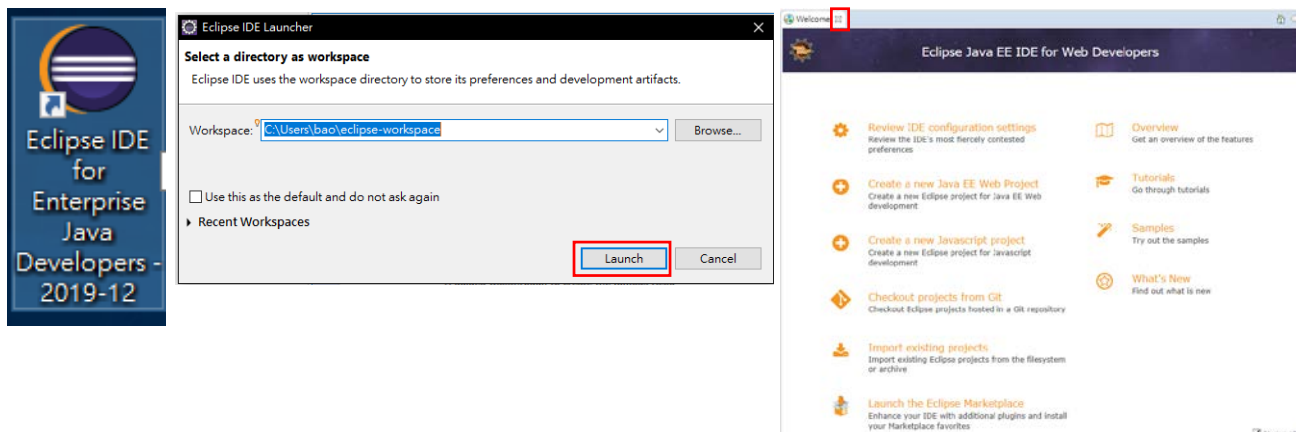 Eclipse IDE
for
Enterprise
Java
Developers -
2019-12
Eclipse IDE Launcher
Select a directory as workspace
Eclipse IDE uses the workspace directory to store its preferences and development artifacts.
Workspace: C:\Users\bao\eclipse-workspace Browse...
Use this as the default and do not ask again
Recent Workspaces
Launch Cancel
Welcome
Eclipse Java EE IDE for Web Developers
Review IDE configuration settings
Review the IDE's most fiercely contested
preferences
Create a new Java EE Web Project
Create a new Eclipse project for Java EE Web
development
Create a new Javascript project
Create a new Eclipse project for Javascript
development
Checkout projects from Git
Checkout Eclipse projects hosted in a Git repository
Import existing projects
Import existing Eclipse projects from the filesystem
or archive
Launch the Eclipse Marketplace
Enhance your IDE with additional plugins and install
your Marketplace favorites
Overview
Get an overview of the features
Tutorials
Go through tutorials
Samples
Try out the samples
What's New
Find out what is new